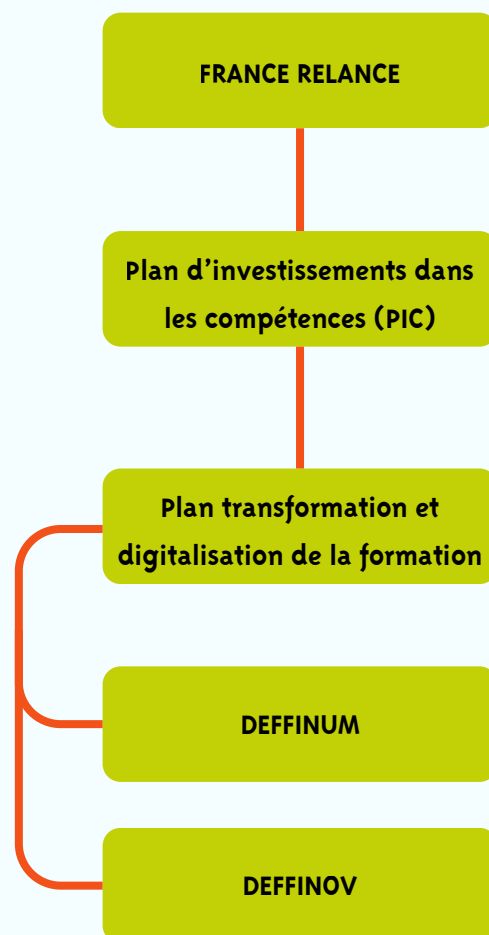 FRANCE RELANCE
Plan d’investissements dans
les compétences (PIC)
Plan transformation et
digitalisation de la formation
DEFFINUM
DEFFINOV